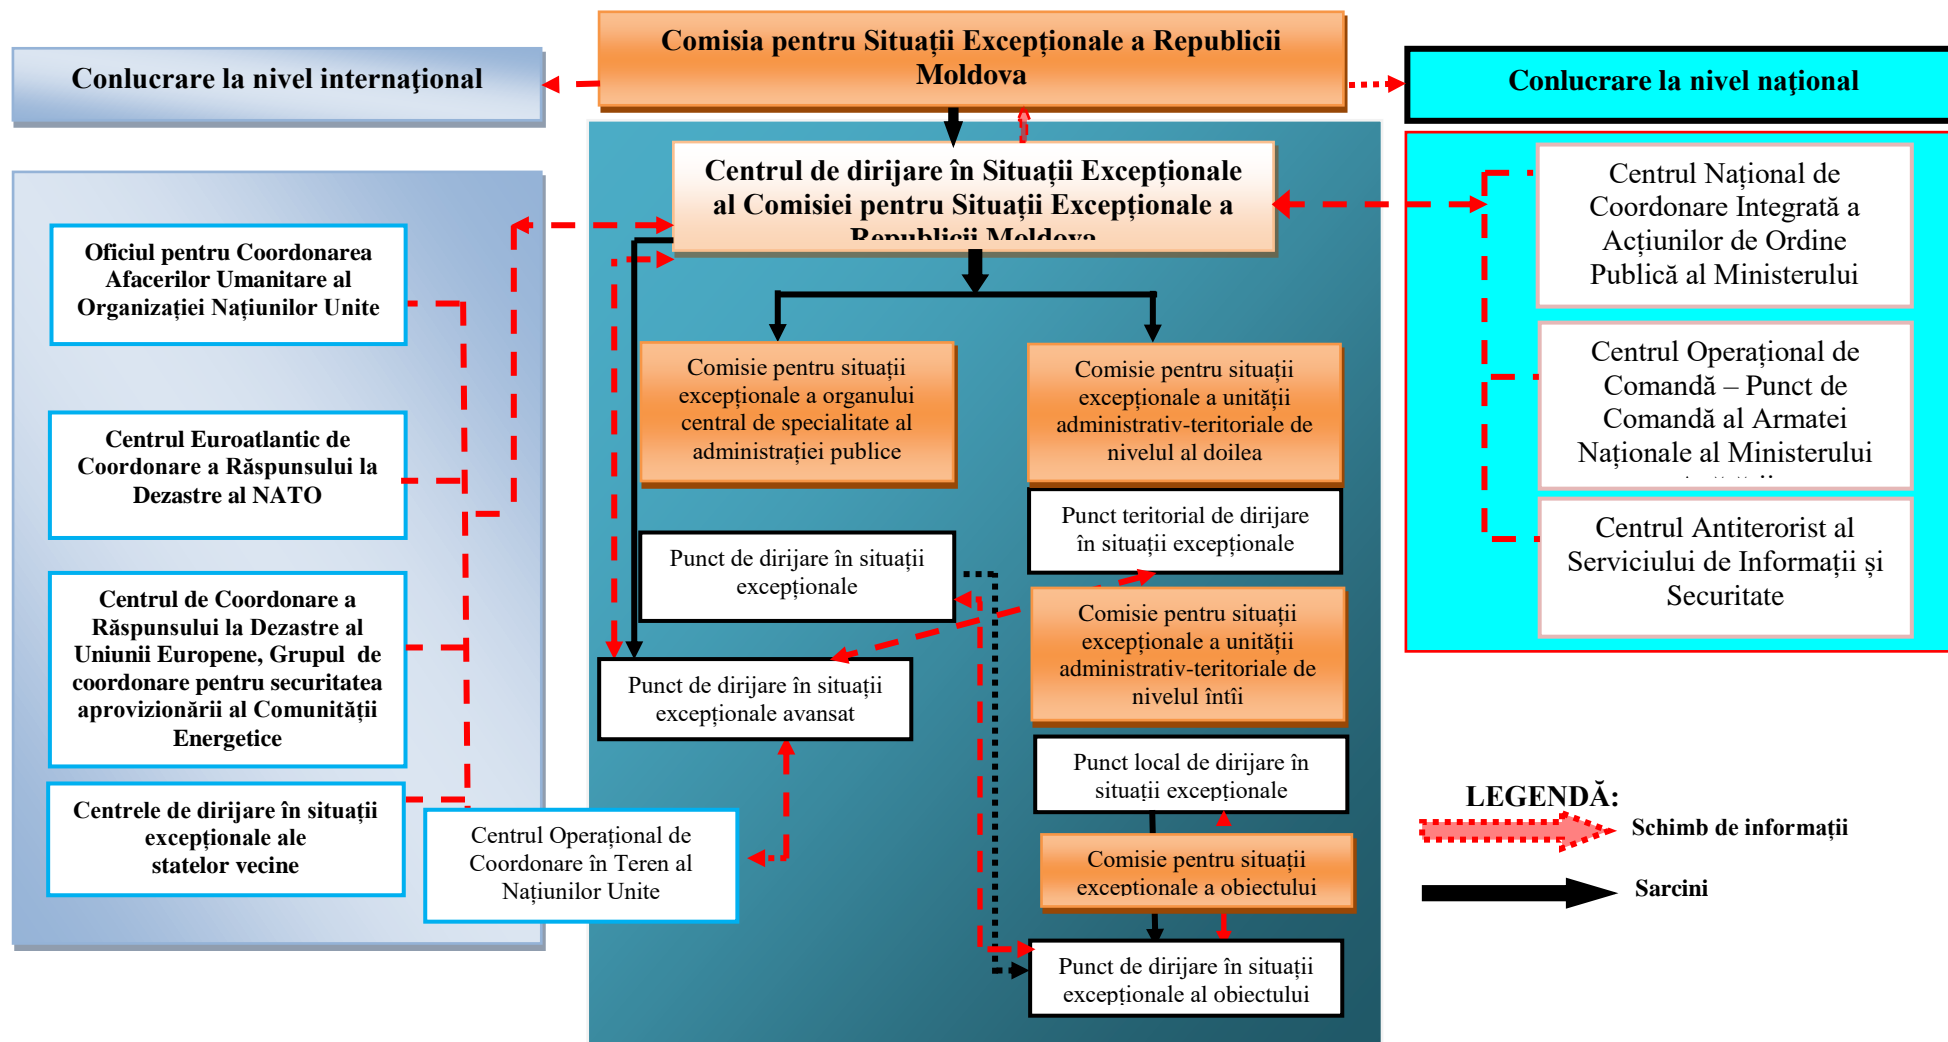 Comisia pentru Situații Excepționale a Republicii
Moldova
Conlucrare la nivel internaţional
Conlucrare la nivel naţional
Centrul de dirijare în Situații Excepționale
al Comisiei pentru Situații Excepționale a
Republicii Moldova
Oficiul pentru Coordonarea
Afacerilor Umanitare al
Organizației Națiunilor Unite
Centrul Euroatlantic de
Coordonare a Răspunsului la
Dezastre al NATO
Centrul de Coordonare a
Răspunsului la Dezastre al
Uniunii Europene, Grupul de
coordonare pentru securitatea
aprovizionării al Comunității
Energetice
Centrele de dirijare în situații
excepționale ale
statelor vecine
Centrul Operațional de
Coordonare în Teren al
Națiunilor Unite
Comisie pentru situații
excepționale a organului
central de specialitate al
administrației publice
Punct de dirijare în situații
excepționale
Punct de dirijare în situații
excepționale avansat
Comisie pentru situații
excepționale a unității
administrativ-teritoriale de
nivelul al doilea
Punct teritorial de dirijare
în situații excepționale
Comisie pentru situații
excepționale a unității
administrativ-teritoriale de
nivelul întîi
Punct local de dirijare în
situații excepționale
Comisie pentru situații
excepționale a obiectului
Punct de dirijare în situații
excepționale al obiectului
Centrul Național de
Coordonare Integrată a
Acțiunilor de Ordine
Publică al Ministerului
Centrul Operațional de
Comandă – Punct de
Comandă al Armatei
Naționale al Ministerului
Centrul Antiterorist al
Serviciului de Informații și
Securitate
LEGENDĂ:
Schimb de informații
Sarcini